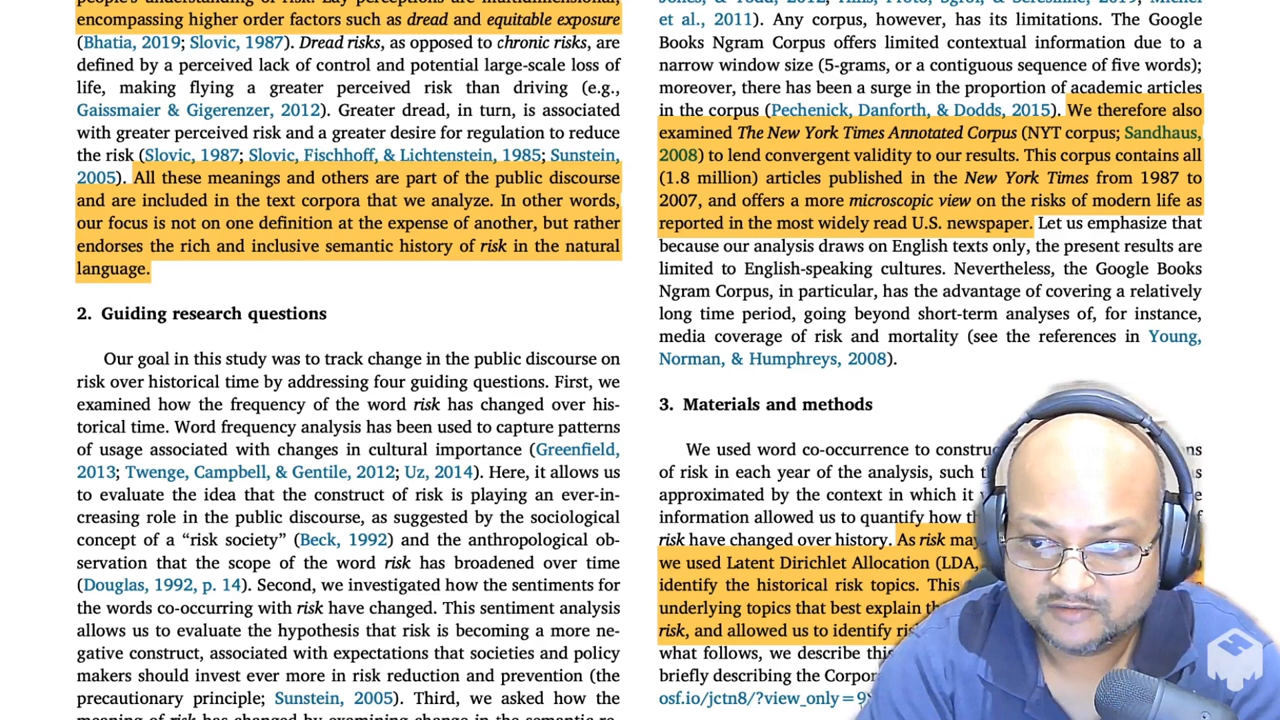 encompassing higher order factors such as dread and equitable exposure
(Bhatia, 2019; Slovic, 1987). Dread risks, as opposed to chronic risks, are
defined by a perceived lack of control and potential large-scale loss of
life, making flying a greater perceived risk than driving (e.g.,
Gaissmaier & Gigerenzer, 2012). Greater dread, in turn, is associated
with greater perceived risk and a greater desire for regulation to reduce
the risk (Slovic, 1987; Slovic, Fischhoff, & Lichtenstein, 1985; Sunstein,
2005). All these meanings and others are part of the public discourse
and are included in the text corpora that we analyze. In other words,
our focus is not on one definition at the expense of another, but rather
endorses the rich and inclusive semantic history of risk in the natural
language.
2. Guiding research questions
Our goal in this study was to track change in the public discourse on
risk over historical time by addressing four guiding questions. First, we
examined how the frequency of the word risk has changed over his-
torical time. Word frequency analysis has been used to capture patterns
of usage associated with changes in cultural importance (Greenfield,
2013; Twenge, Campbell, & Gentile, 2012; Uz, 2014). Here, it allows us
to evaluate the idea that the construct of risk is playing an ever-in-
creasing role in the public discourse, as suggested by the sociological
concept of a “risk society” (Beck, 1992) and the anthropological ob-
servation that the scope of the word risk has broadened over time
(Douglas, 1992, p. 14). Second, we investigated how the sentiments for
the words co-occurring with risk have changed. This sentiment analysis
allows us to evaluate the hypothesis that risk is becoming a more ne-
gative construct, associated with expectations that societies and policy
makers should invest ever more in risk reduction and prevention (the
precautionary principle; Sunstein, 2005). Third, we asked how the
et al., 2011). Any corpus, however, has its limitations. The Google
Books Ngram Corpus offers limited contextual information due to a
narrow window size (5-grams, or a contiguous sequence of five words);
moreover, there has been a surge in the proportion of academic articles
in the corpus (Pechenick, Danforth, & Dodds, 2015). We therefore also
examined The New York Times Annotated Corpus (NYT corpus; Sandhaus,
2008) to lend convergent validity to our results. This corpus contains all
(1.8 million) articles published in the New York Times from 1987 to
2007, and offers a more microscopic view on the risks of modern life as
reported in the most widely read U.S. newspaper. Let us emphasize that
because our analysis draws on English texts only, the present results are
limited to English-speaking cultures. Nevertheless, the Google Books
Ngram Corpus, in particular, has the advantage of covering a relatively
long time period, going beyond short-term analyses of, for instance,
media coverage of risk and mortality (see the references in Young,
Norman, & Humphreys, 2008).
3. Materials and methods
We used word co-occurrence to
of risk in each year of the analysis, such
approximated by the context in which it
information allowed us to quantify how
risk have changed over history. As risk may
we used Latent Dirichlet Allocation (LDA,
identify the historical risk topics. This
underlying topics that best explain
risk, and allowed us to identify
what follows, we describe this
briefly describing the
osf.io/jctn8/?view_only=